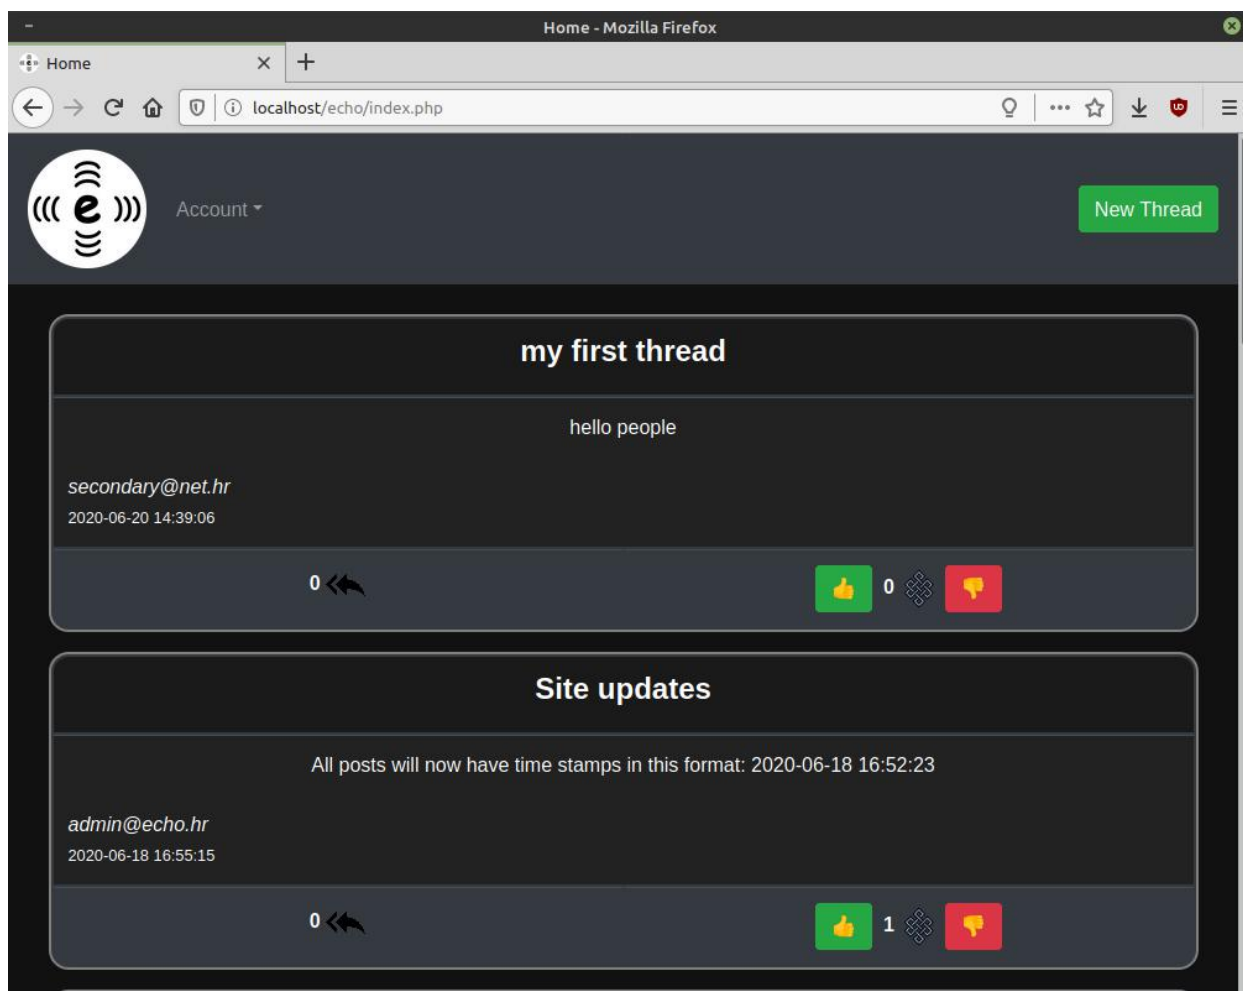 Home - Mozilla Firefox
Home
localhost/echo/index.php
((( e )))
Account
New Thread
my first thread
hello people
secondary@net.hr
2020-06-20 14:39:06
0
0
Site updates
All posts will now have time stamps in this format: 2020-06-18 16:52:23
admin@echo.hr
2020-06-18 16:55:15
0
1